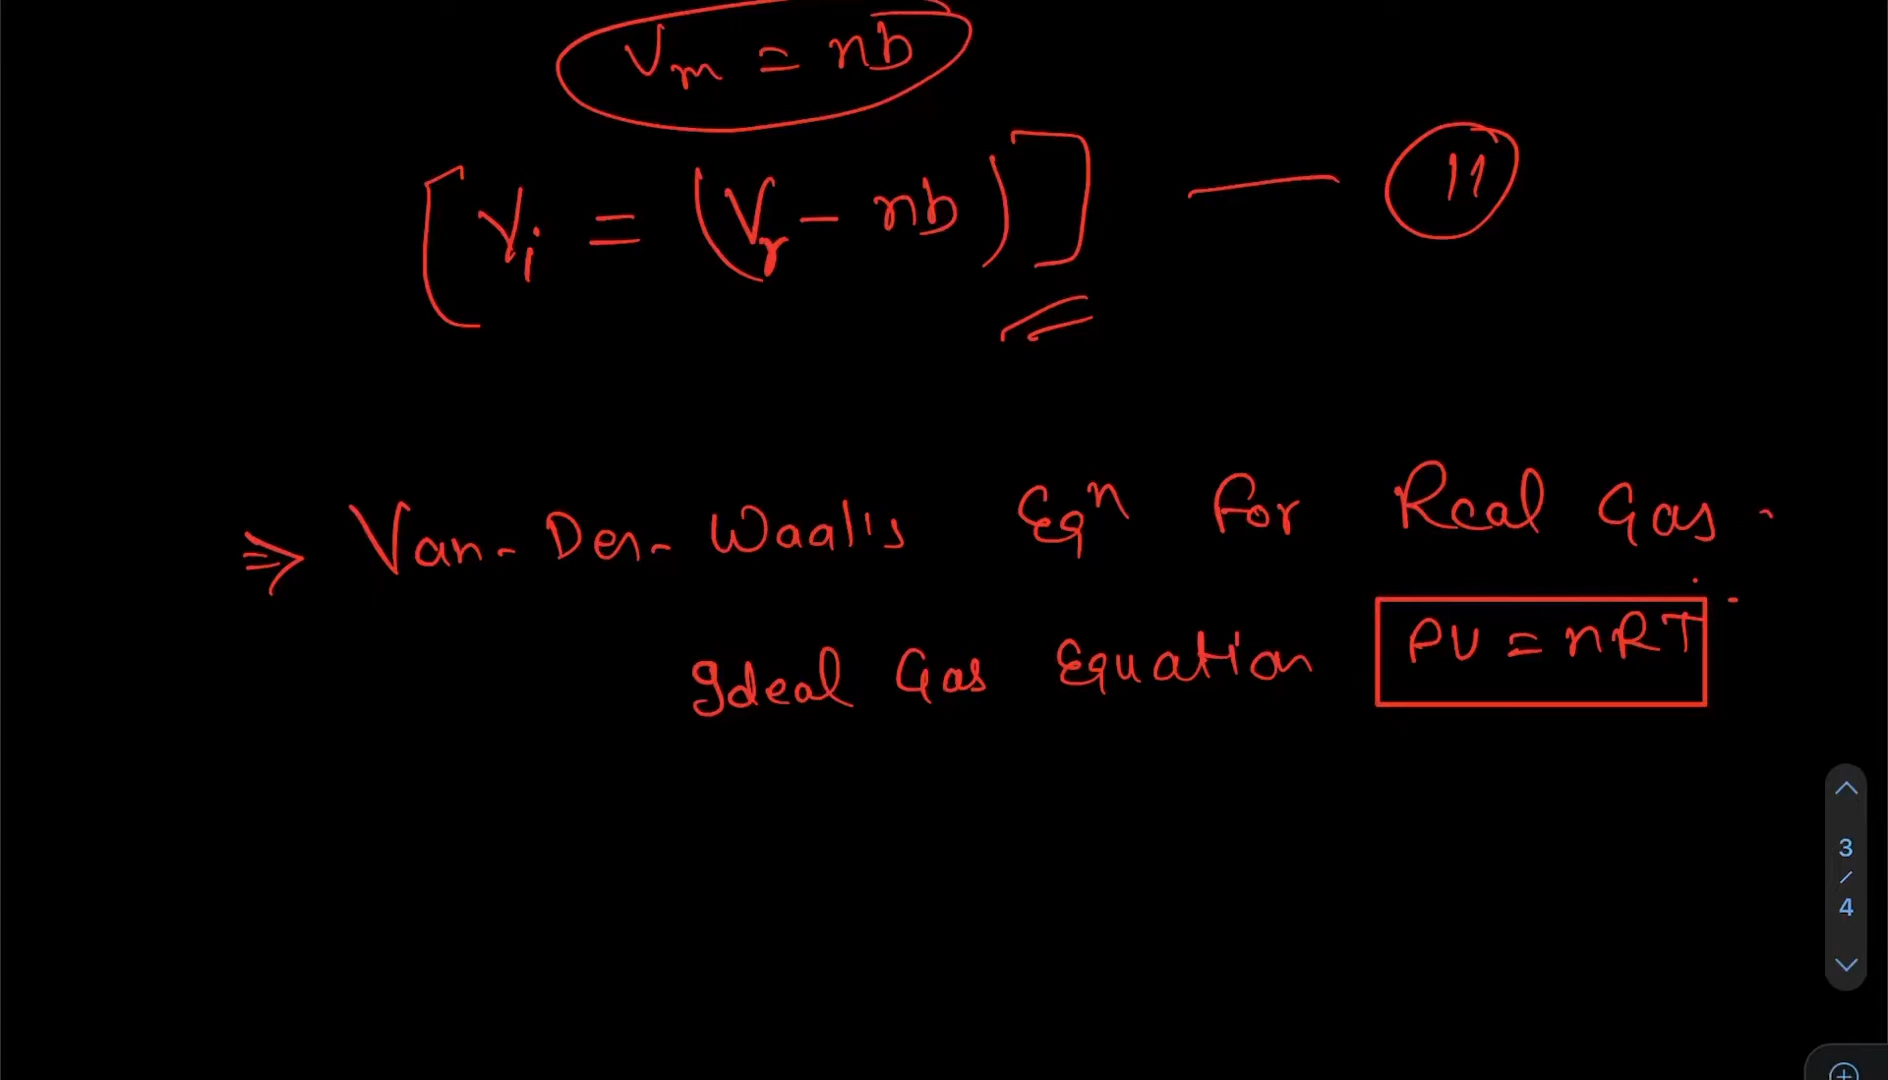 Vm = nb
[Vi = (Vr - nb)] — 11
⇒ Van-Der-Waal's Eqn for Real Gas.
Ideal Gas Equation PV = nRT
3
/
4